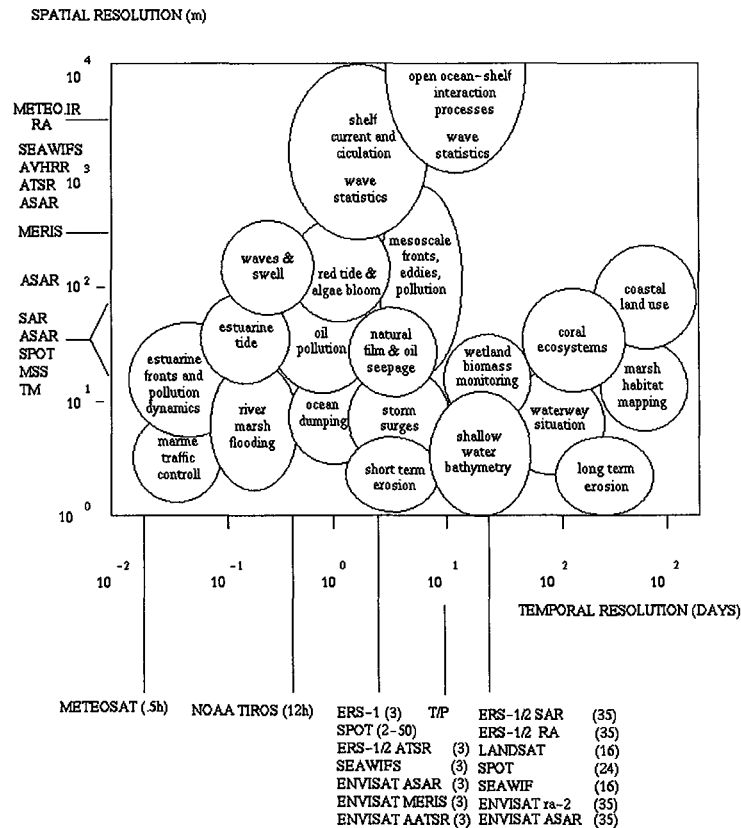 SPATIAL RESOLUTION (m)
10 4
METEO.IR
RA
SEAWIFS
AVHRR
10 3
ATSR
ASAR
MERIS
ASAR
10 2
SAR
ASAR
SPOT
MSS
TM
10 1
10 0
open ocean-shelf
interaction
processes
wave
statistics
shelf
current and
ciculation
wave
statistics
mesoscale
fronts,
eddies,
pollution
waves &
swell
red tide &
algae bloom
coastal
land use
estuarine
tide
oil
pollution
natural
film & oil
seepage
coral
ecosystems
estuarine
fronts and
pollution
dynamics
wetland
biomass
monitoring
marsh
habitat
mapping
river
marsh
flooding
ocean
dumping
storm
surges
waterway
situation
marine
traffic
controll
shallow
water
bathymetry
short term
erosion
long term
erosion
10 -2
10 -1
10 0
10 1
10 2
10 2
TEMPORAL RESOLUTION (DAYS)
METEOSAT (.5h)
NOAA TIROS (12h)
ERS-1 (3)
SPOT (2-50)
ERS-1/2 ATSR (3)
SEAWIFS (3)
ENVISAT ASAR (3)
ENVISAT MERIS (3)
ENVISAT AATSR (3)
T/P
ERS-1/2 SAR (35)
ERS-1/2 RA (35)
LANDSAT (16)
SPOT (24)
SEAWIF (16)
ENVISAT ra-2 (35)
ENVISAT ASAR (35)